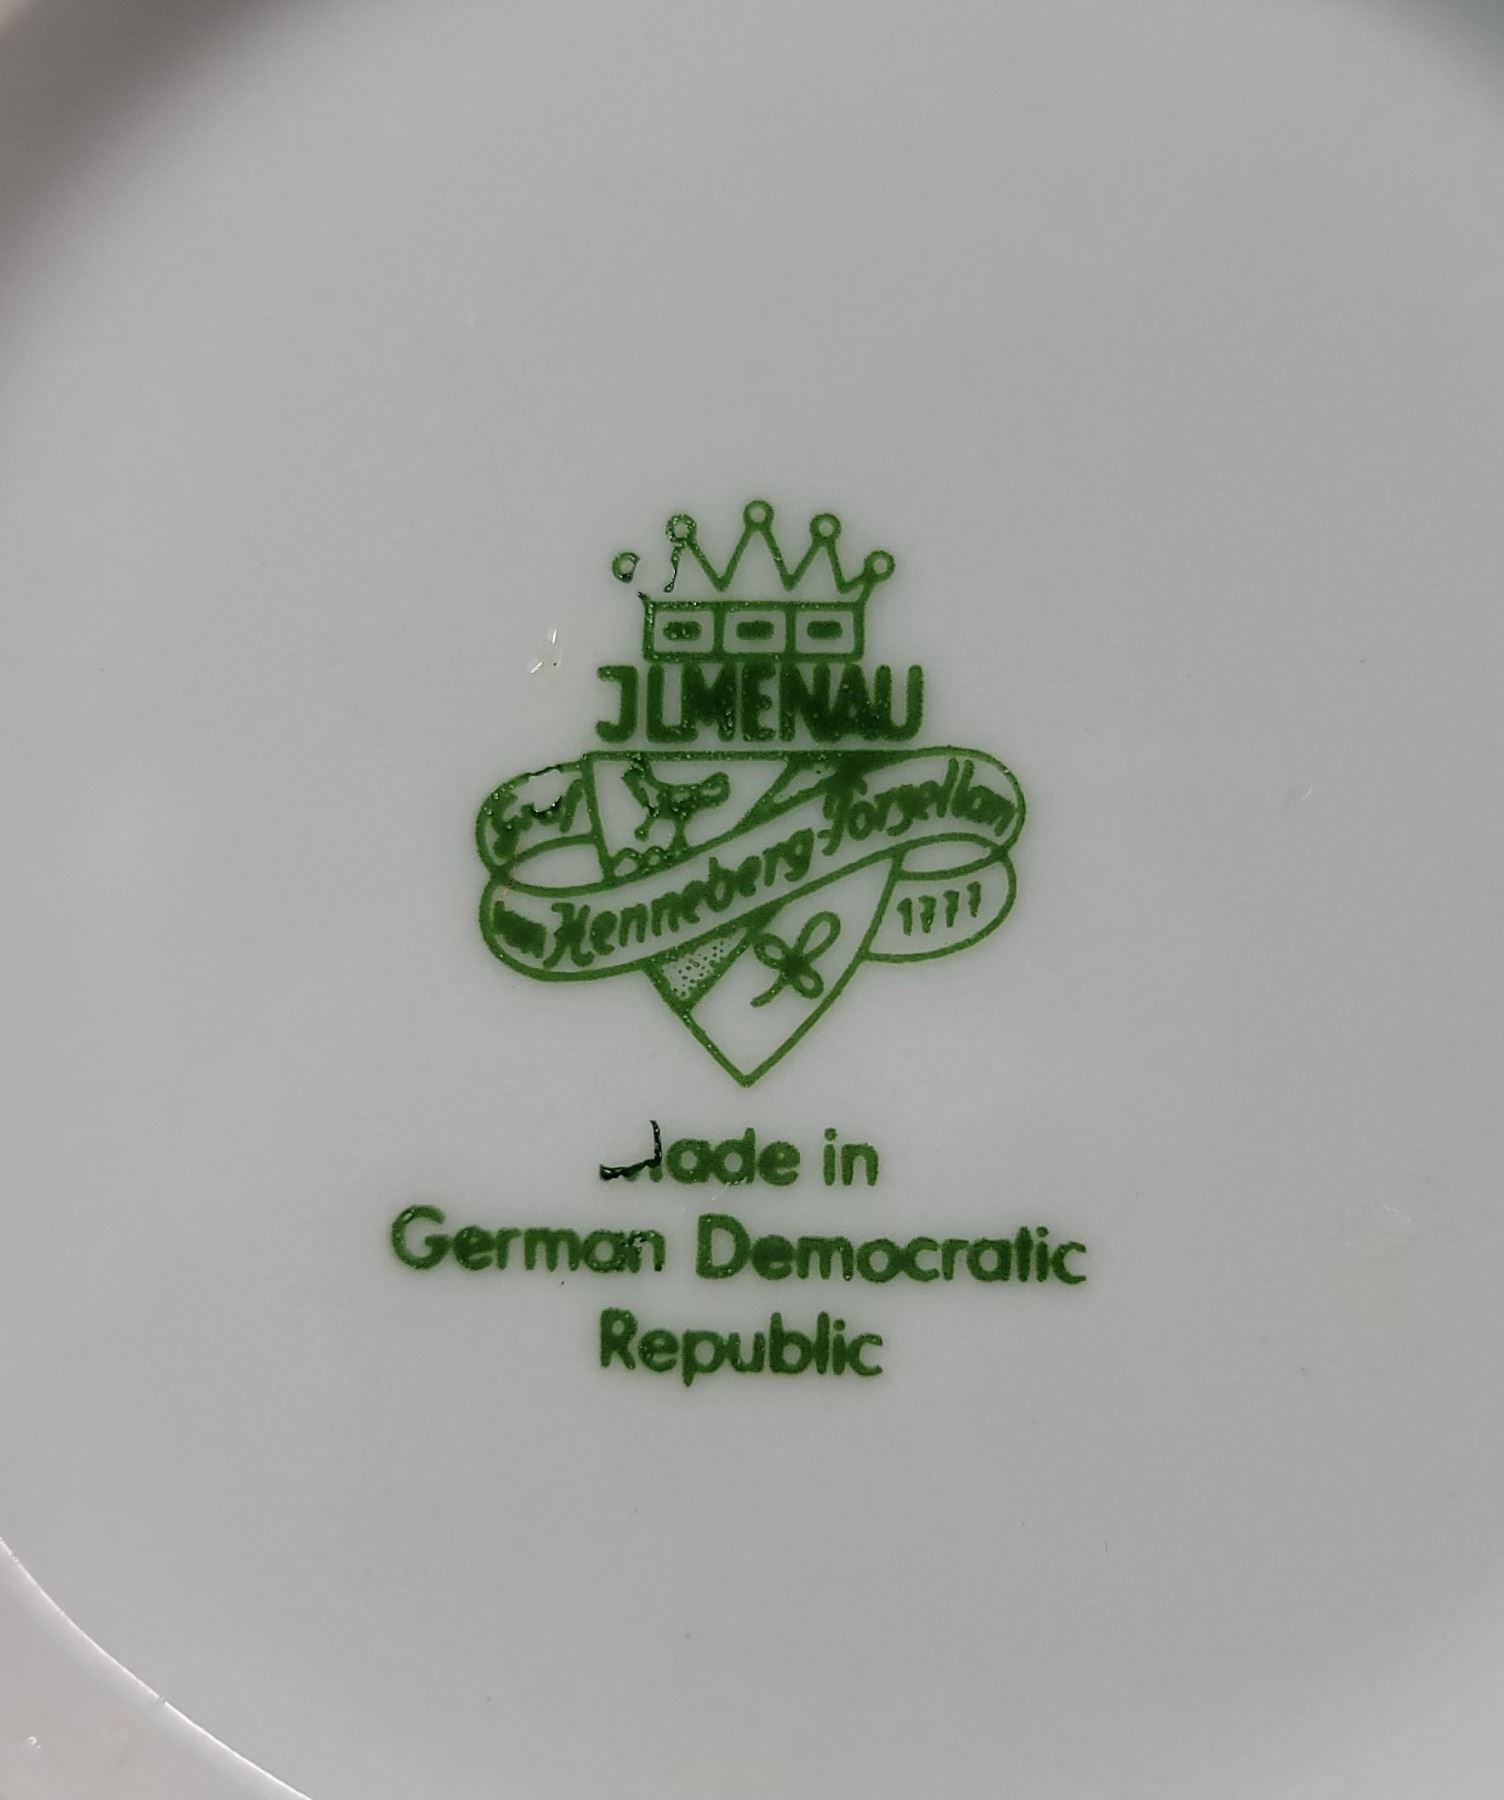 JLMENAU
Graf
von Henneberg-Porzellan
1777
Made in
German Democratic
Republic